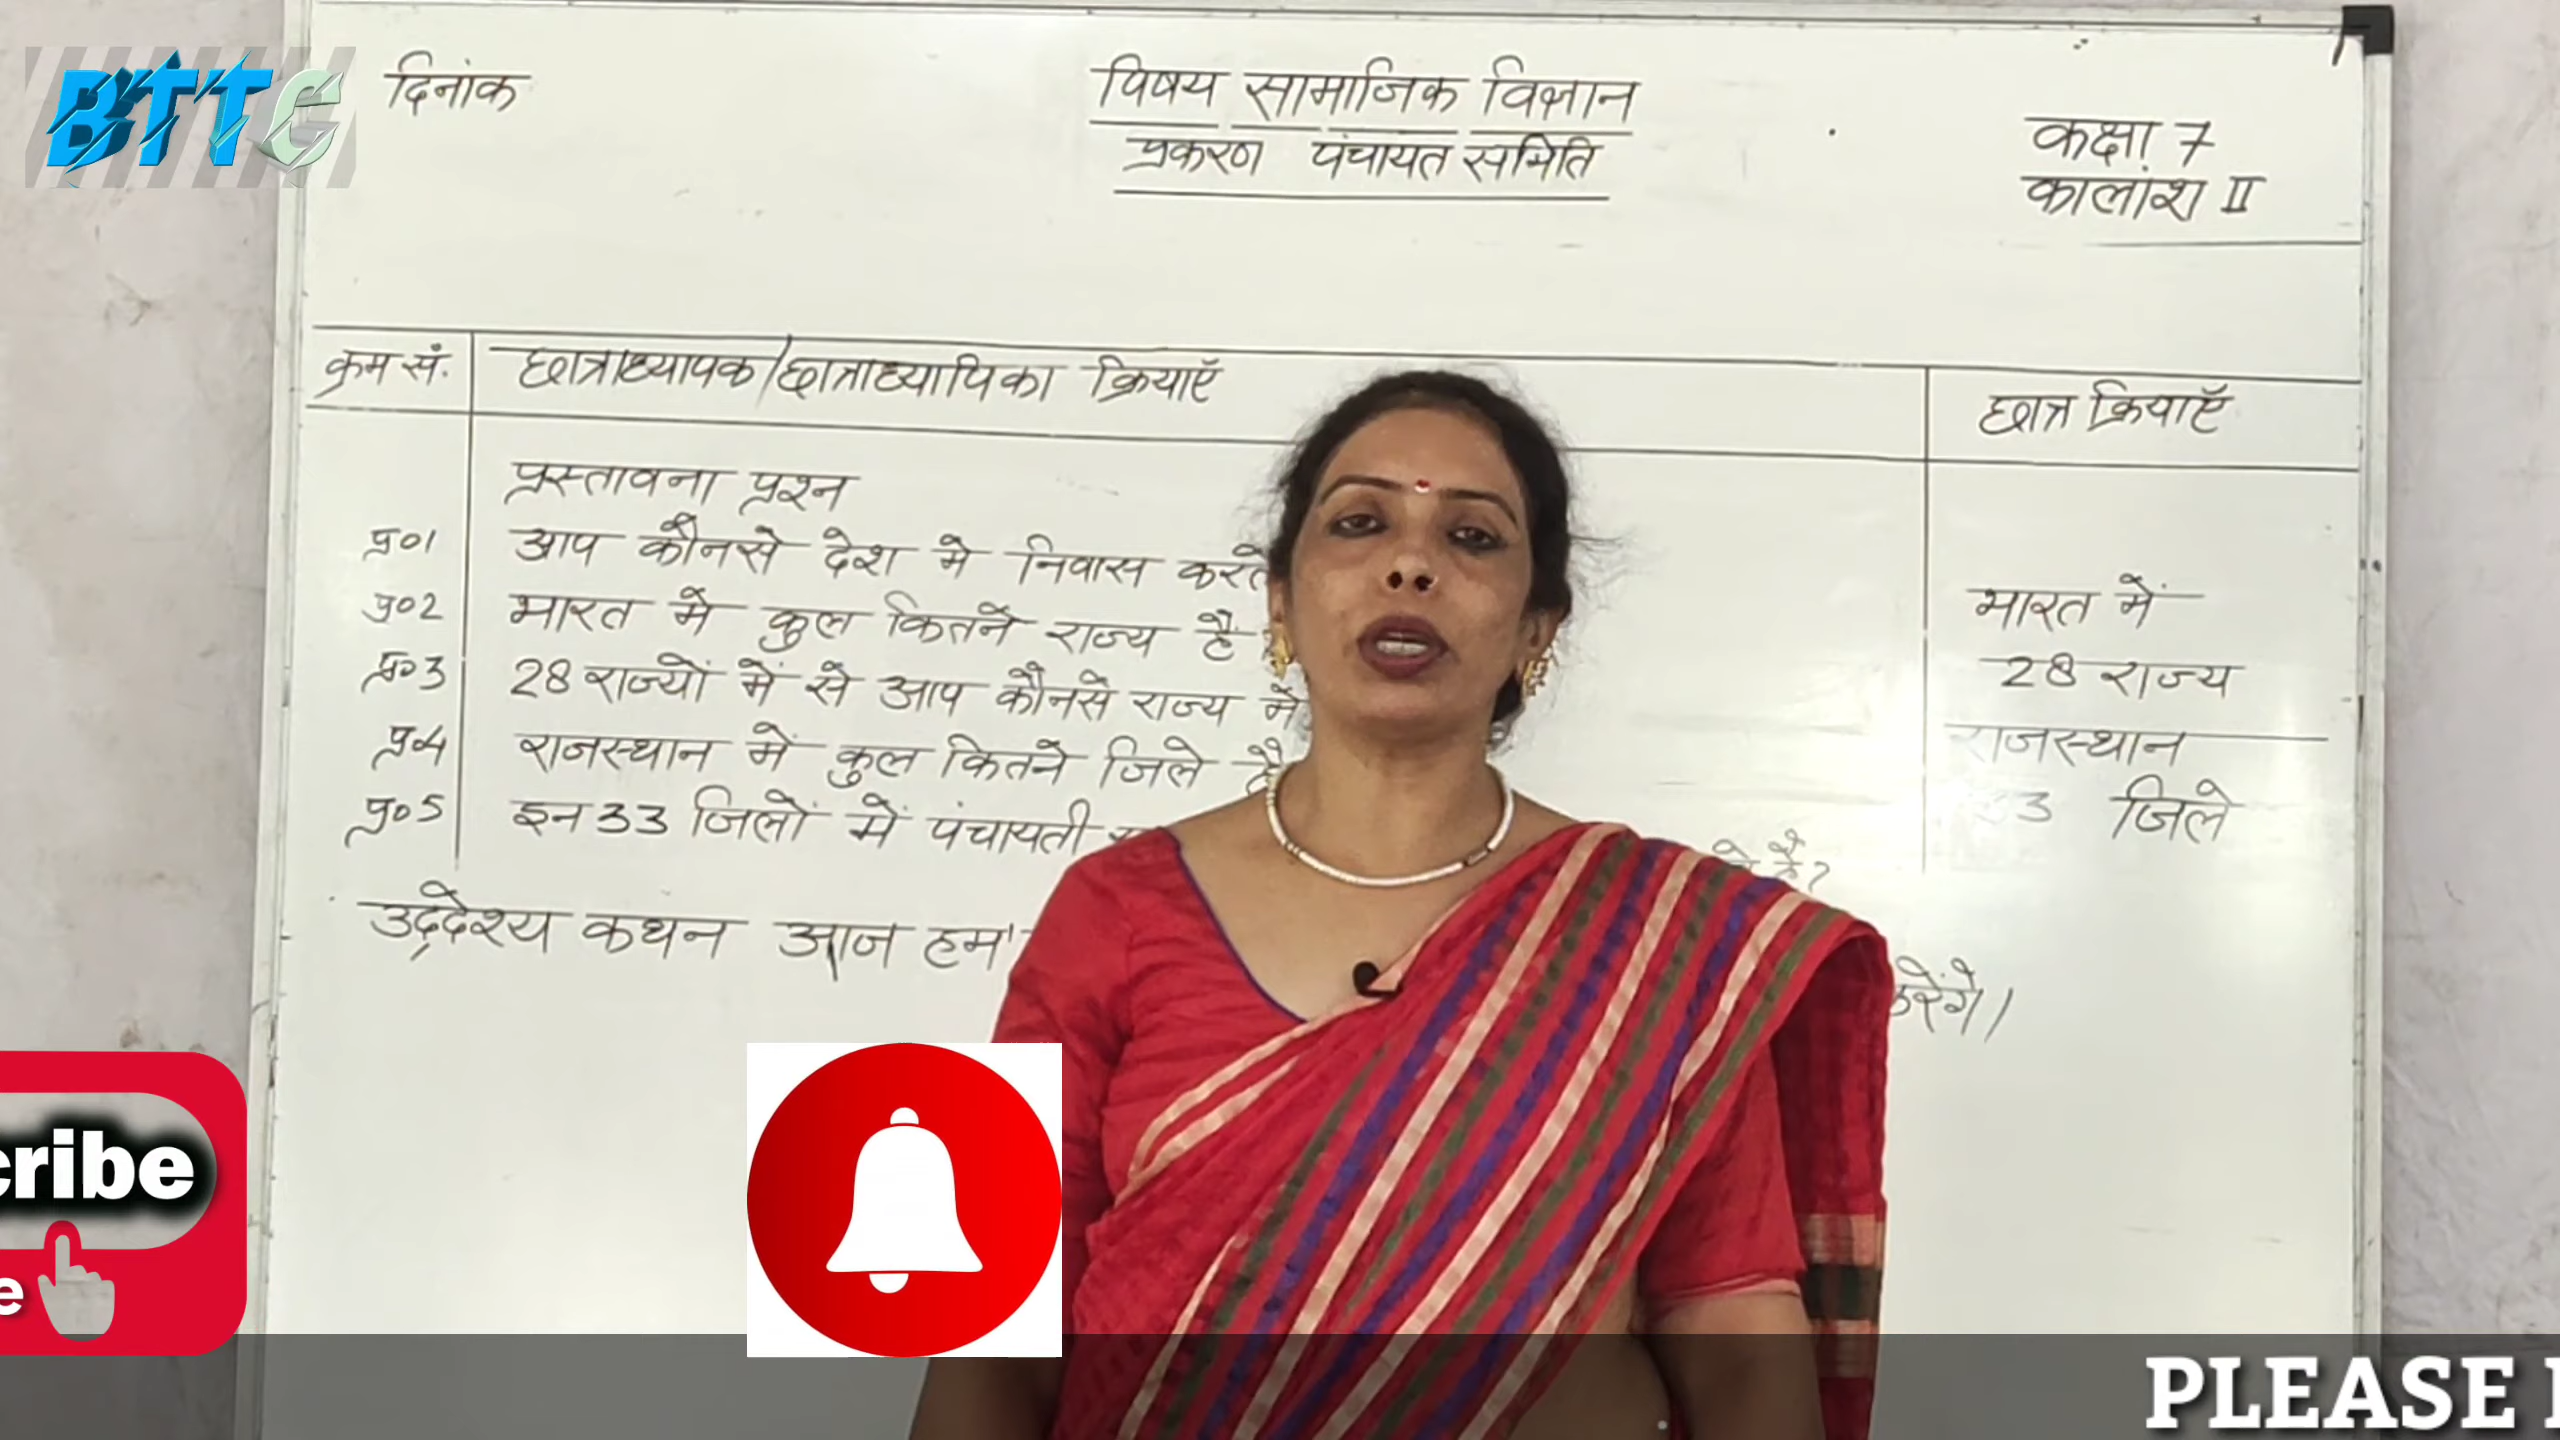 BTTC
दिनांक
विषय सामाजिक विज्ञान
प्रकरण पंचायत समिति
कक्षा 7
कालांश II
क्रम सं. छात्राध्यापक/छात्राध्यापिका क्रियाएँ छात्र क्रियाएँ
प्रस्तावना प्रश्न
प्र01 आप कौनसे देश मे निवास करते भारत में
प्र02 भारत में कुल कितने राज्य है 28 राज्य
प्र03 28 राज्यों में से आप कौनसे राज्य में राजस्थान
प्र04 राजस्थान में कुल कितने जिले है 33 जिले
प्र05 इन 33 जिलों में पंचायती है?
उद्देश्य कथन आज हम करेंगे।
cribe
e
PLEASE